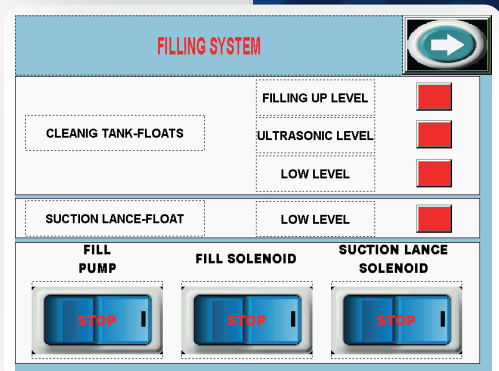 FILLING SYSTEM
FILLING UP LEVEL
CLEANIG TANK-FLOATS
ULTRASONIC LEVEL
LOW LEVEL
SUCTION LANCE-FLOAT
LOW LEVEL
FILL
PUMP
FILL SOLENOID
SUCTION LANCE
SOLENOID
STOP
STOP
STOP